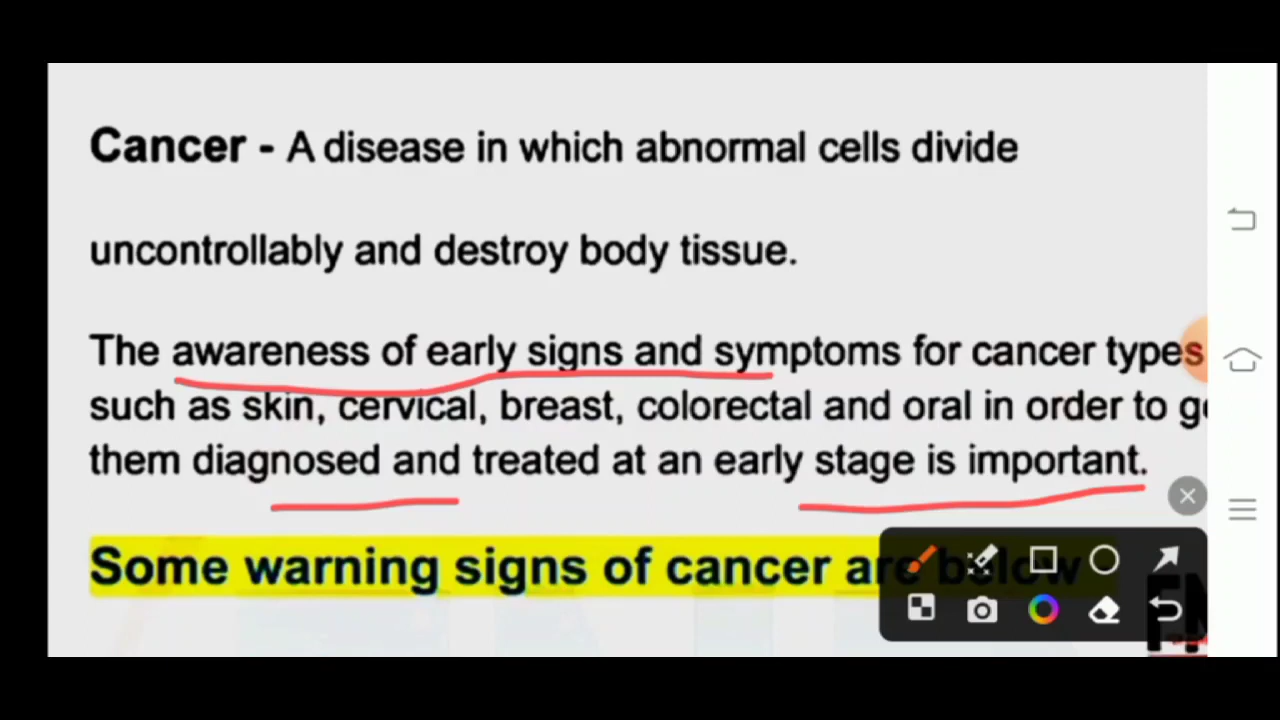 Cancer - A disease in which abnormal cells divide
uncontrollably and destroy body tissue.
The awareness of early signs and symptoms for cancer types
such as skin, cervical, breast, colorectal and oral in order to
them diagnosed and treated at an early stage is important.
Some warning signs of cancer are below